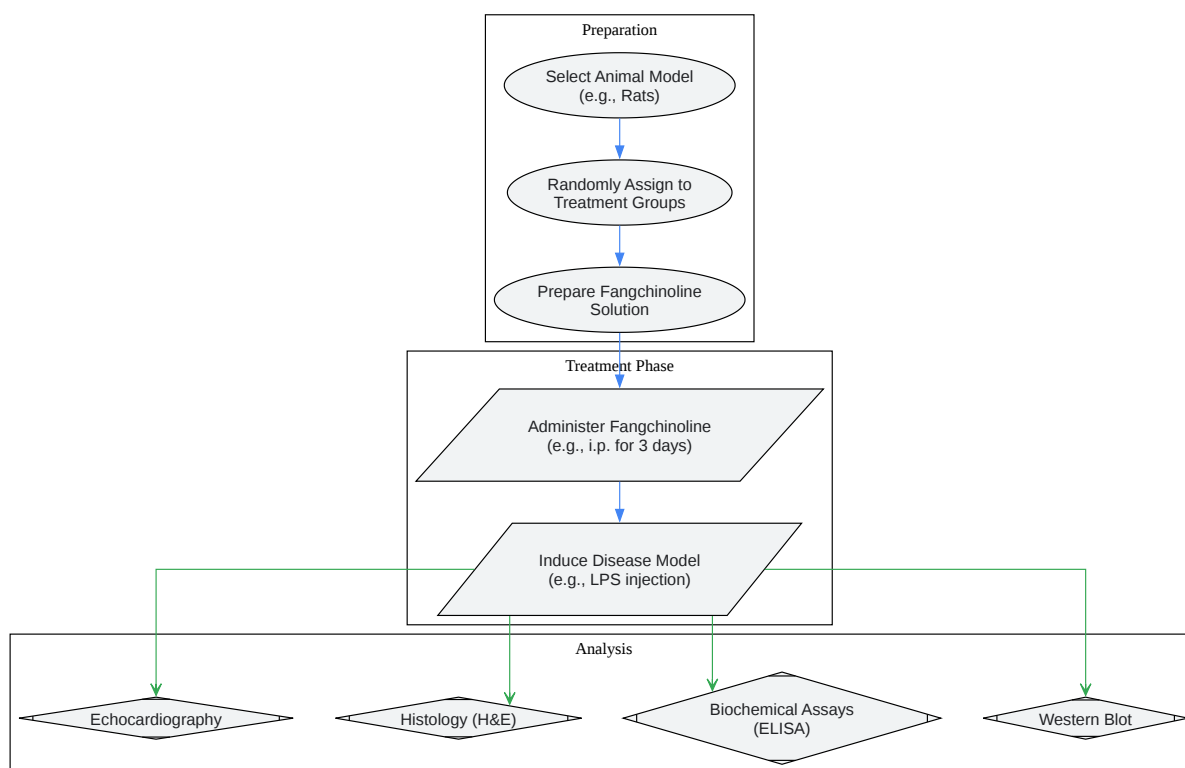 Preparation
Select Animal Model
(e.g., Rats)
Randomly Assign to
Treatment Groups
Prepare Fangchinoline
Solution
Treatment Phase
Administer Fangchinoline
(e.g., i.p. for 3 days)
Induce Disease Model
(e.g., LPS injection)
Analysis
Echocardiography
Histology (H&E)
Biochemical Assays
(ELISA)
Western Blot